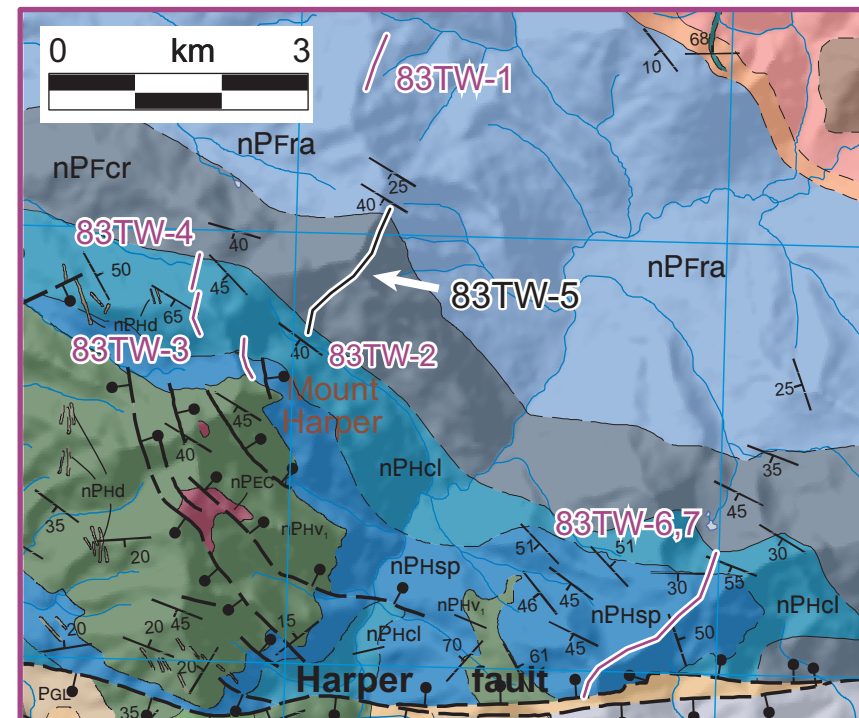 0 km 3
68
10
83TW-1
nPFra
nPFcr
25
40
83TW-4
40
nPFra
50
45
83TW-5
nPHd
65
83TW-3
40
83TW-2
Mount
Harper
25
45
40
nPHcl
35
nPHd
nPEC
45
35
nPHv1
83TW-6,7
20
51
51
30
nPHsp
30
55
20
45
nPHv1
46
45
nPHsp
nPHcl
20
15
nPHcl
45
50
20
70
61
Harper fault
PGL
35